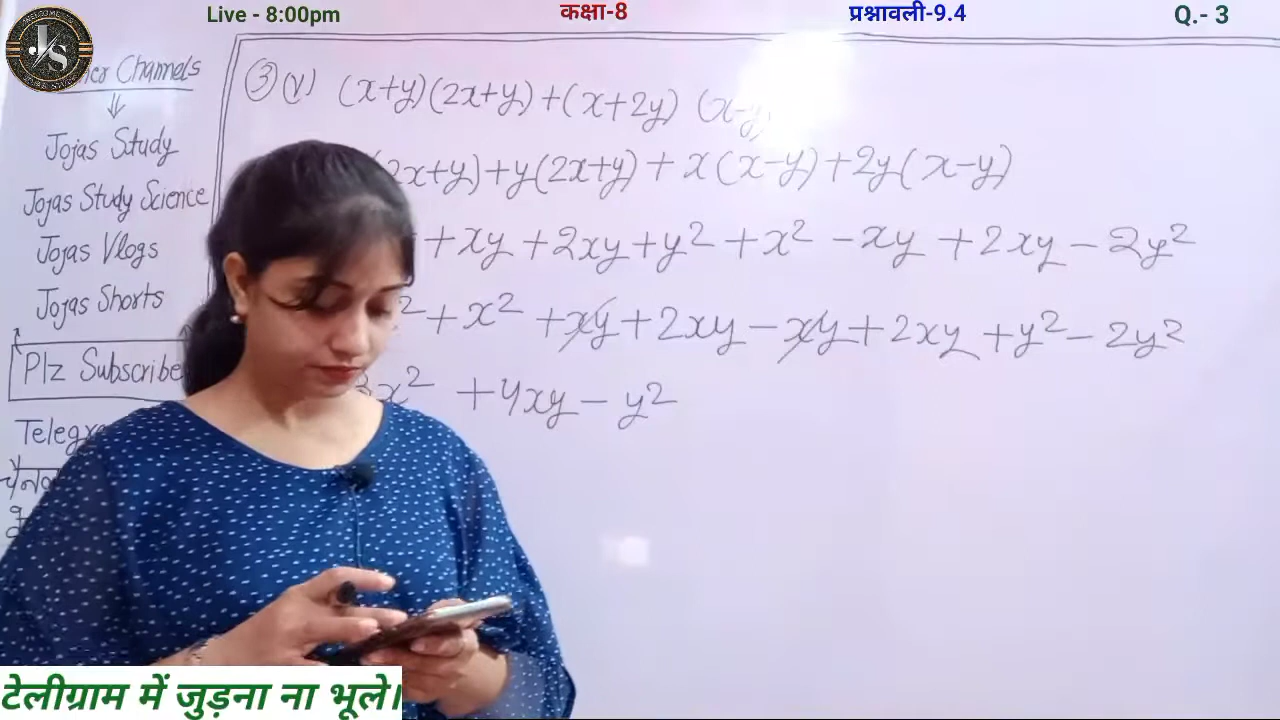 Live - 8:00pm कक्षा-8 प्रश्नावली-9.4 Q.- 3
Channels
Jojas Study
Jojas Study Science
Jojas Vlogs
Jojas Shorts
Plz Subscribe
③ (v) (x+y)(2x+y)+(x+2y) (x-y
(2x+y)+y(2x+y)+x(x-y)+2y(x-y)
+xy+2xy+y²+x²-xy+2xy-2y²
²+x²+xy+2xy-xy+2xy+y²-2y²
3x²+4xy-y²
टेलीग्राम में जुड़ना ना भूले।